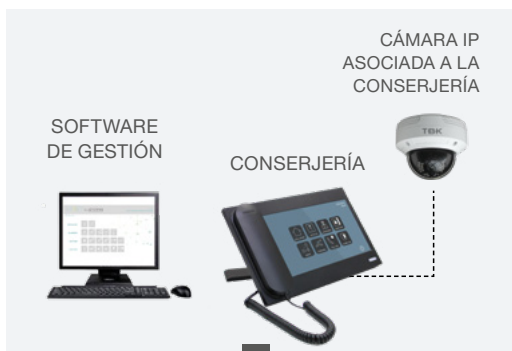 CÁMARA IP
ASOCIADA A LA
CONSERJERÍA
TBK
SOFTWARE
DE GESTIÓN
CONSERJERÍA